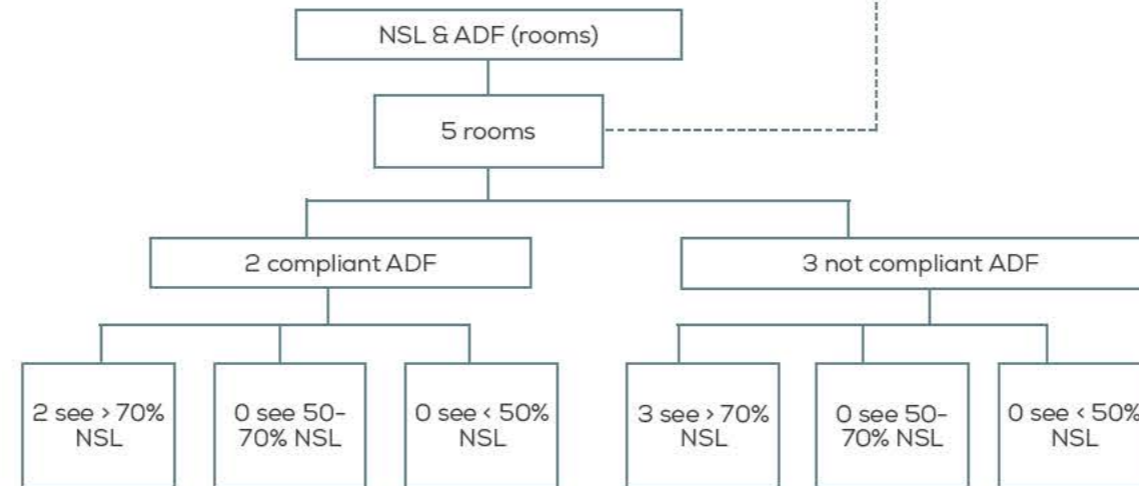 NSL & ADF (rooms)
5 rooms
2 compliant ADF
3 not compliant ADF
2 see > 70%
NSL
0 see 50-
70% NSL
0 see < 50%
NSL
3 see > 70%
NSL
0 see 50-
70% NSL
0 see < 50%
NSL